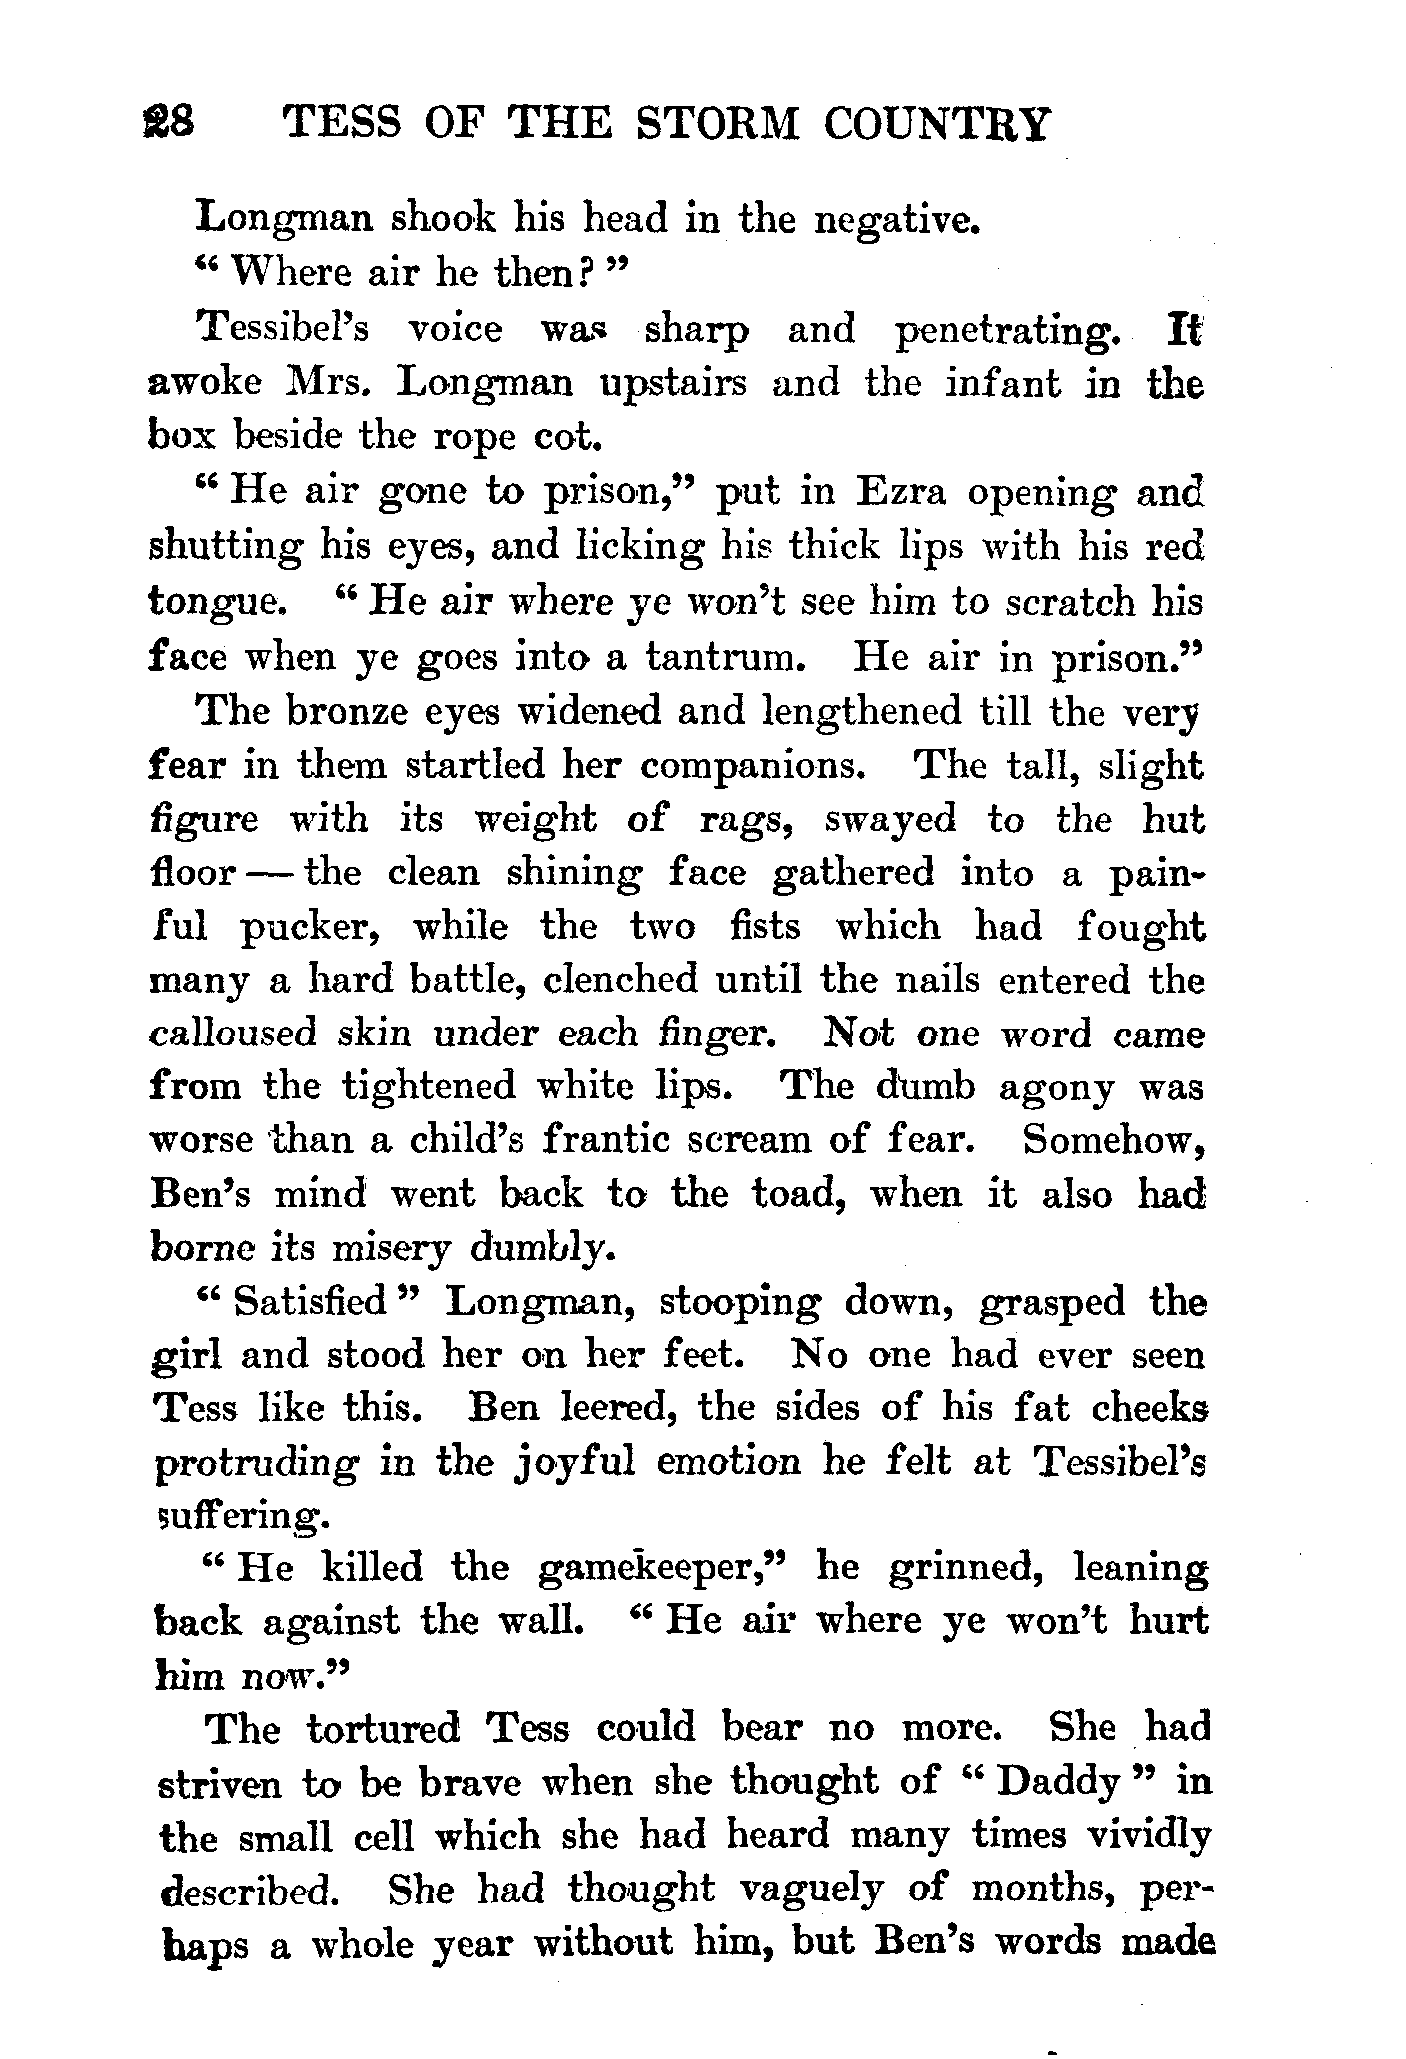 28 TESS OF THE STORM COUNTRY
Longman shook his head in the negative.
“ Where air he then? ”
Tessibel’s voice was sharp and penetrating. It
awoke Mrs. Longman upstairs and the infant in the
box beside the rope cot.
“ He air gone to prison,” put in Ezra opening and
shutting his eyes, and licking his thick lips with his red
tongue. “ He air where ye won’t see him to scratch his
face when ye goes into a tantrum. He air in prison.”
The bronze eyes widened and lengthened till the very
fear in them startled her companions. The tall, slight
figure with its weight of rags, swayed to the hut
floor — the clean shining face gathered into a pain-
ful pucker, while the two fists which had fought
many a hard battle, clenched until the nails entered the
calloused skin under each finger. Not one word came
from the tightened white lips. The dumb agony was
worse than a child’s frantic scream of fear. Somehow,
Ben’s mind went back to the toad, when it also had
borne its misery dumbly.
“ Satisfied ” Longman, stooping down, grasped the
girl and stood her on her feet. No one had ever seen
Tess like this. Ben leered, the sides of his fat cheeks
protruding in the joyful emotion he felt at Tessibel’s
suffering.
“ He killed the gamekeeper,” he grinned, leaning
back against the wall. “ He air where ye won’t hurt
him now.”
The tortured Tess could bear no more. She had
striven to be brave when she thought of “ Daddy ” in
the small cell which she had heard many times vividly
described. She had thought vaguely of months, per-
haps a whole year without him, but Ben’s words made